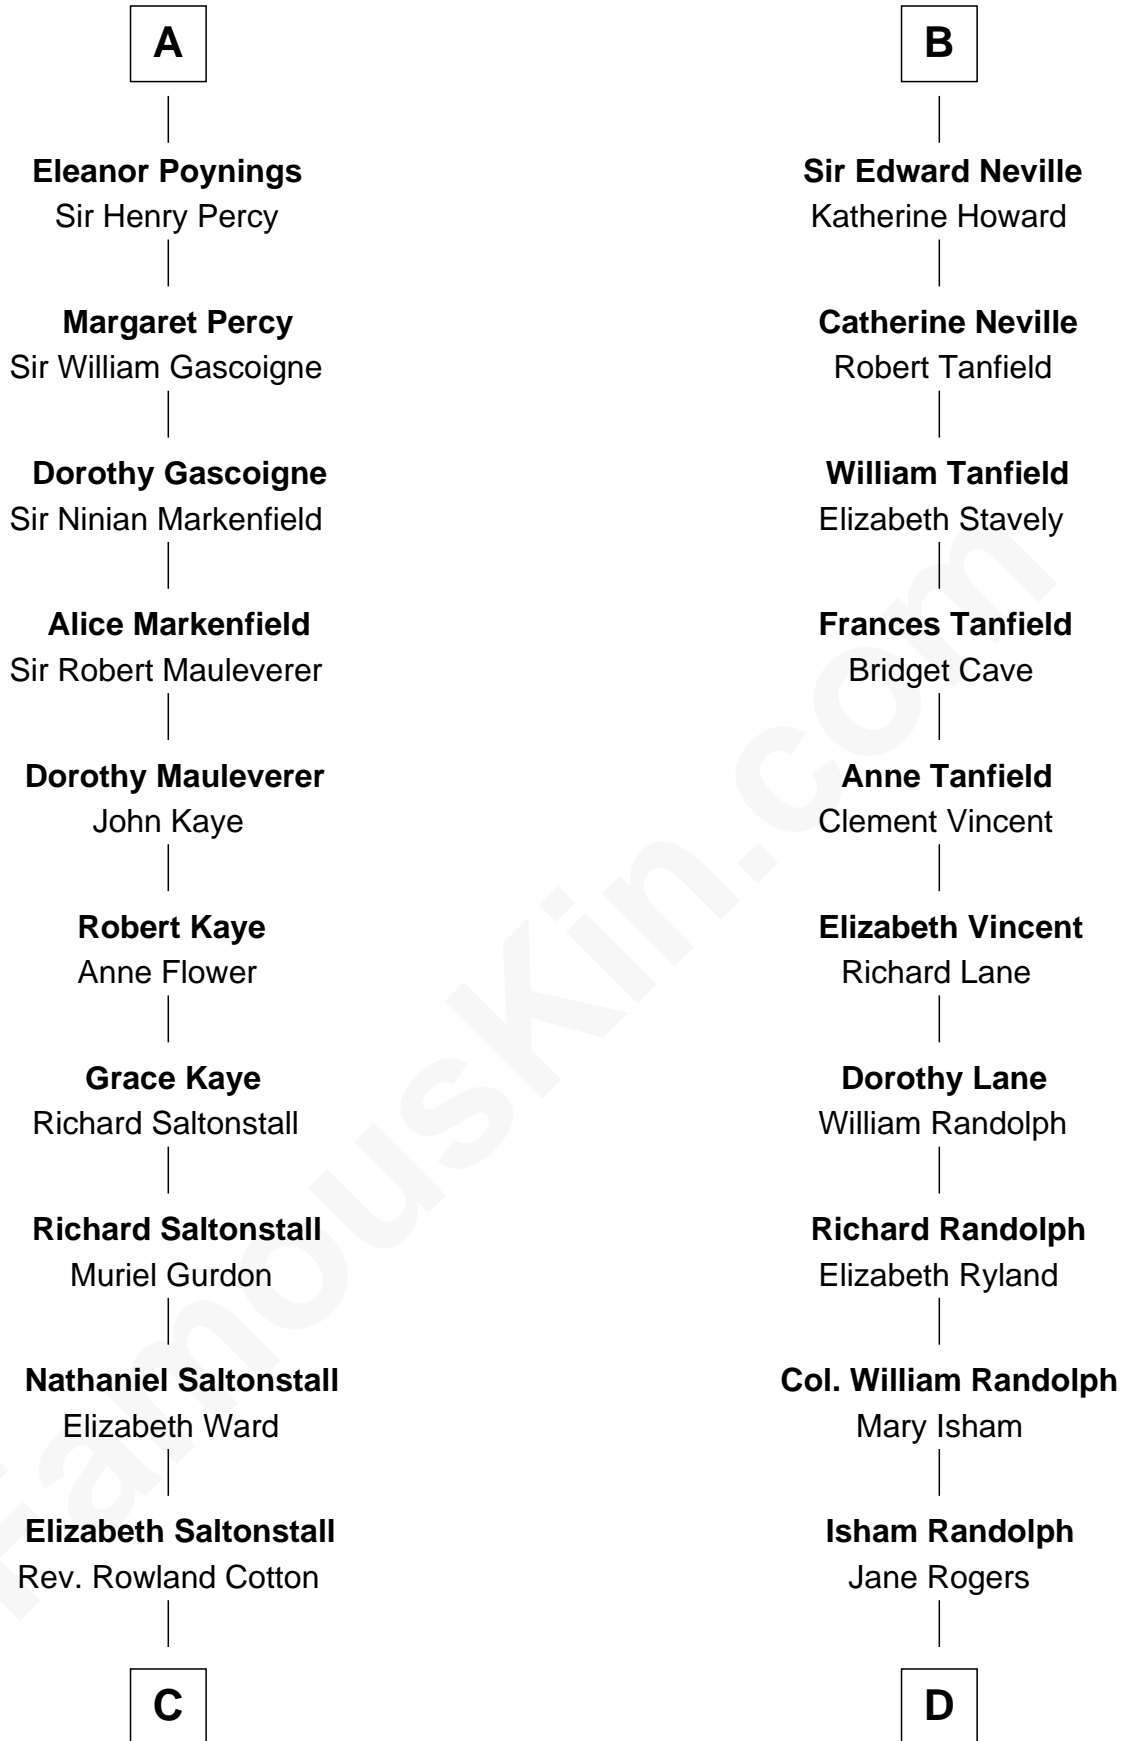 A
Eleanor Poynings
Sir Henry Percy
Margaret Percy
Sir William Gascoigne
Dorothy Gascoigne
Sir Ninian Markenfield
Alice Markenfield
Sir Robert Mauleverer
Dorothy Mauleverer
John Kaye
Robert Kaye
Anne Flower
Grace Kaye
Richard Saltonstall
Richard Saltonstall
Muriel Gurdon
Nathaniel Saltonstall
Elizabeth Ward
Elizabeth Saltonstall
Rev. Rowland Cotton
C
B
Sir Edward Neville
Katherine Howard
Catherine Neville
Robert Tanfield
William Tanfield
Elizabeth Stavely
Frances Tanfield
Bridget Cave
Anne Tanfield
Clement Vincent
Elizabeth Vincent
Richard Lane
Dorothy Lane
William Randolph
Richard Randolph
Elizabeth Ryland
Col. William Randolph
Mary Isham
Isham Randolph
Jane Rogers
D
FamousKin.com